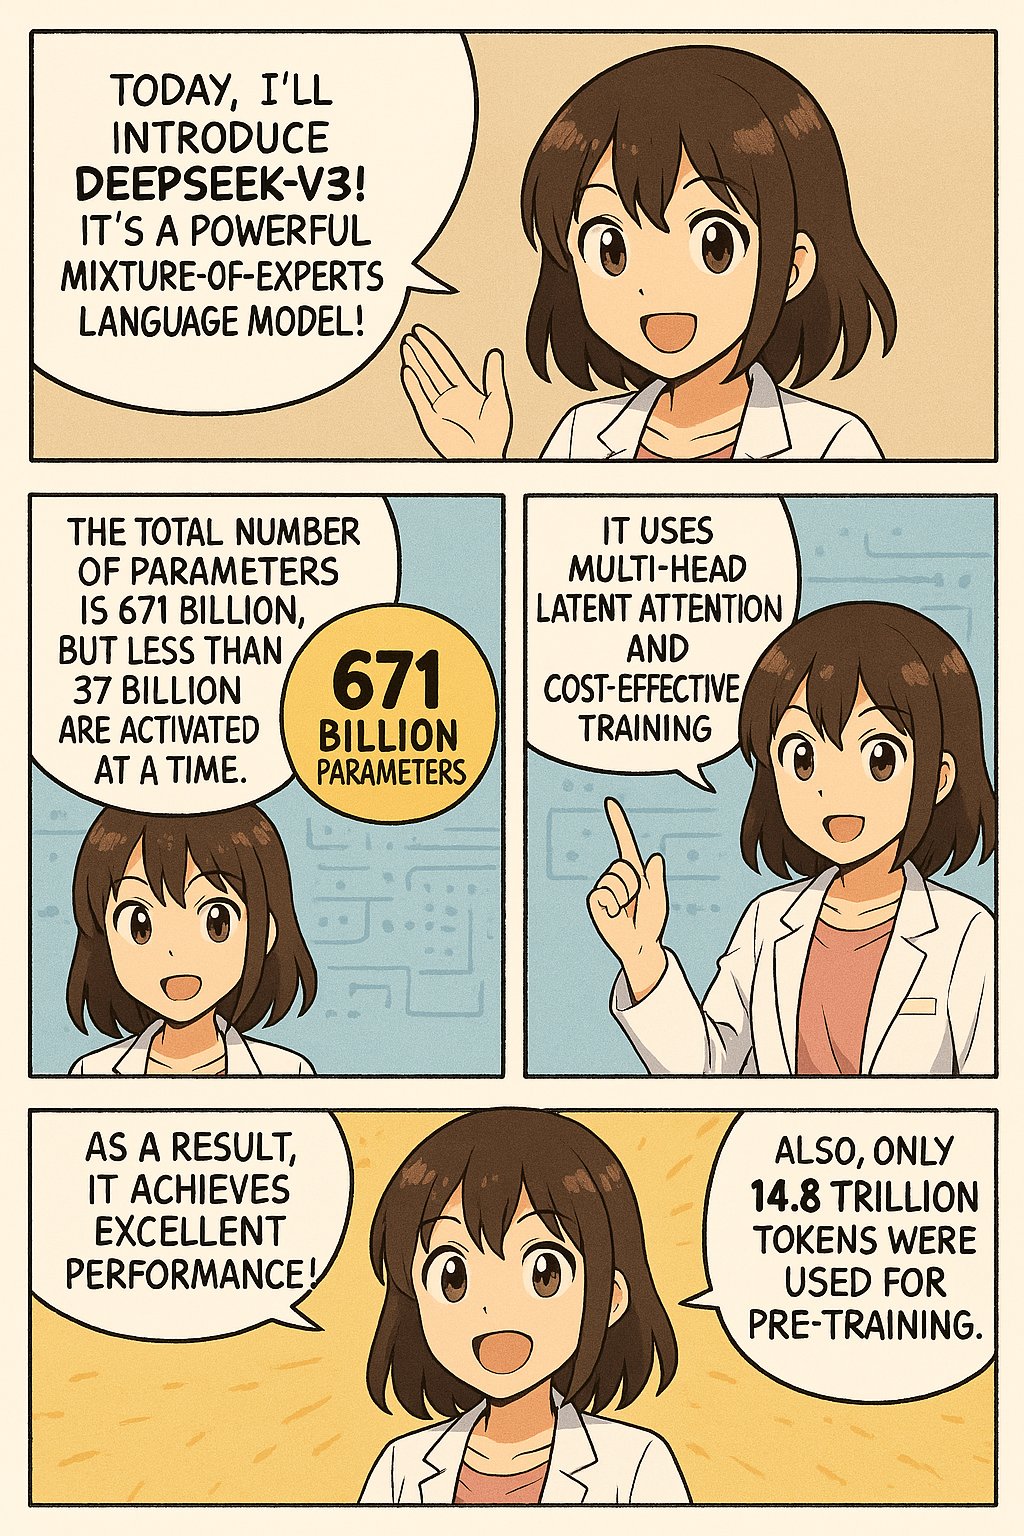 TODAY, I'LL
INTRODUCE
DEEPSEEK-V3!
IT'S A POWERFUL
MIXTURE-OF-EXPERTS
LANGUAGE MODEL!
THE TOTAL NUMBER
OF PARAMETERS
IS 671 BILLION,
BUT LESS THAN
37 BILLION
ARE ACTIVATED
AT A TIME.
671
BILLION
PARAMETERS
IT USES
MULTI-HEAD
LATENT ATTENTION
AND
COST-EFFECTIVE
TRAINING
AS A RESULT,
IT ACHIEVES
EXCELLENT
PERFORMANCE!
ALSO, ONLY
14.8 TRILLION
TOKENS WERE
USED FOR
PRE-TRAINING.